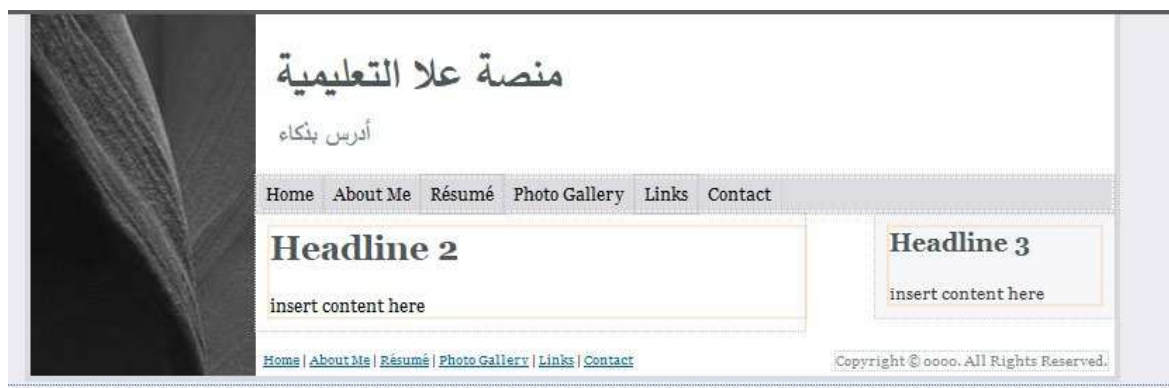 منصة علا التعليمية
أدرس بذكاء
Home About Me Résumé Photo Gallery Links Contact
Headline 2
insert content here
Headline 3
insert content here
Home | About Me | Résumé | Photo Gallery | Links | Contact
Copyright © 0000. All Rights Reserved.